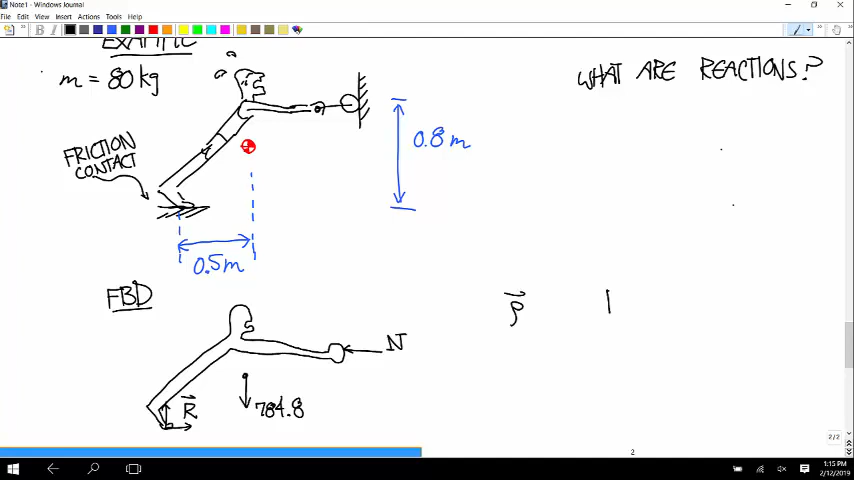 Note1 - Windows Journal
File Edit View Insert Actions Tools Help
EXAMPLE
m = 80 kg
WHAT ARE REACTIONS?
FRICTION
CONTACT
0.8 m
0.5m
FBD
N
R⃗
784.8
ρ⃗
2/2
2
1:15 PM
2/12/2019